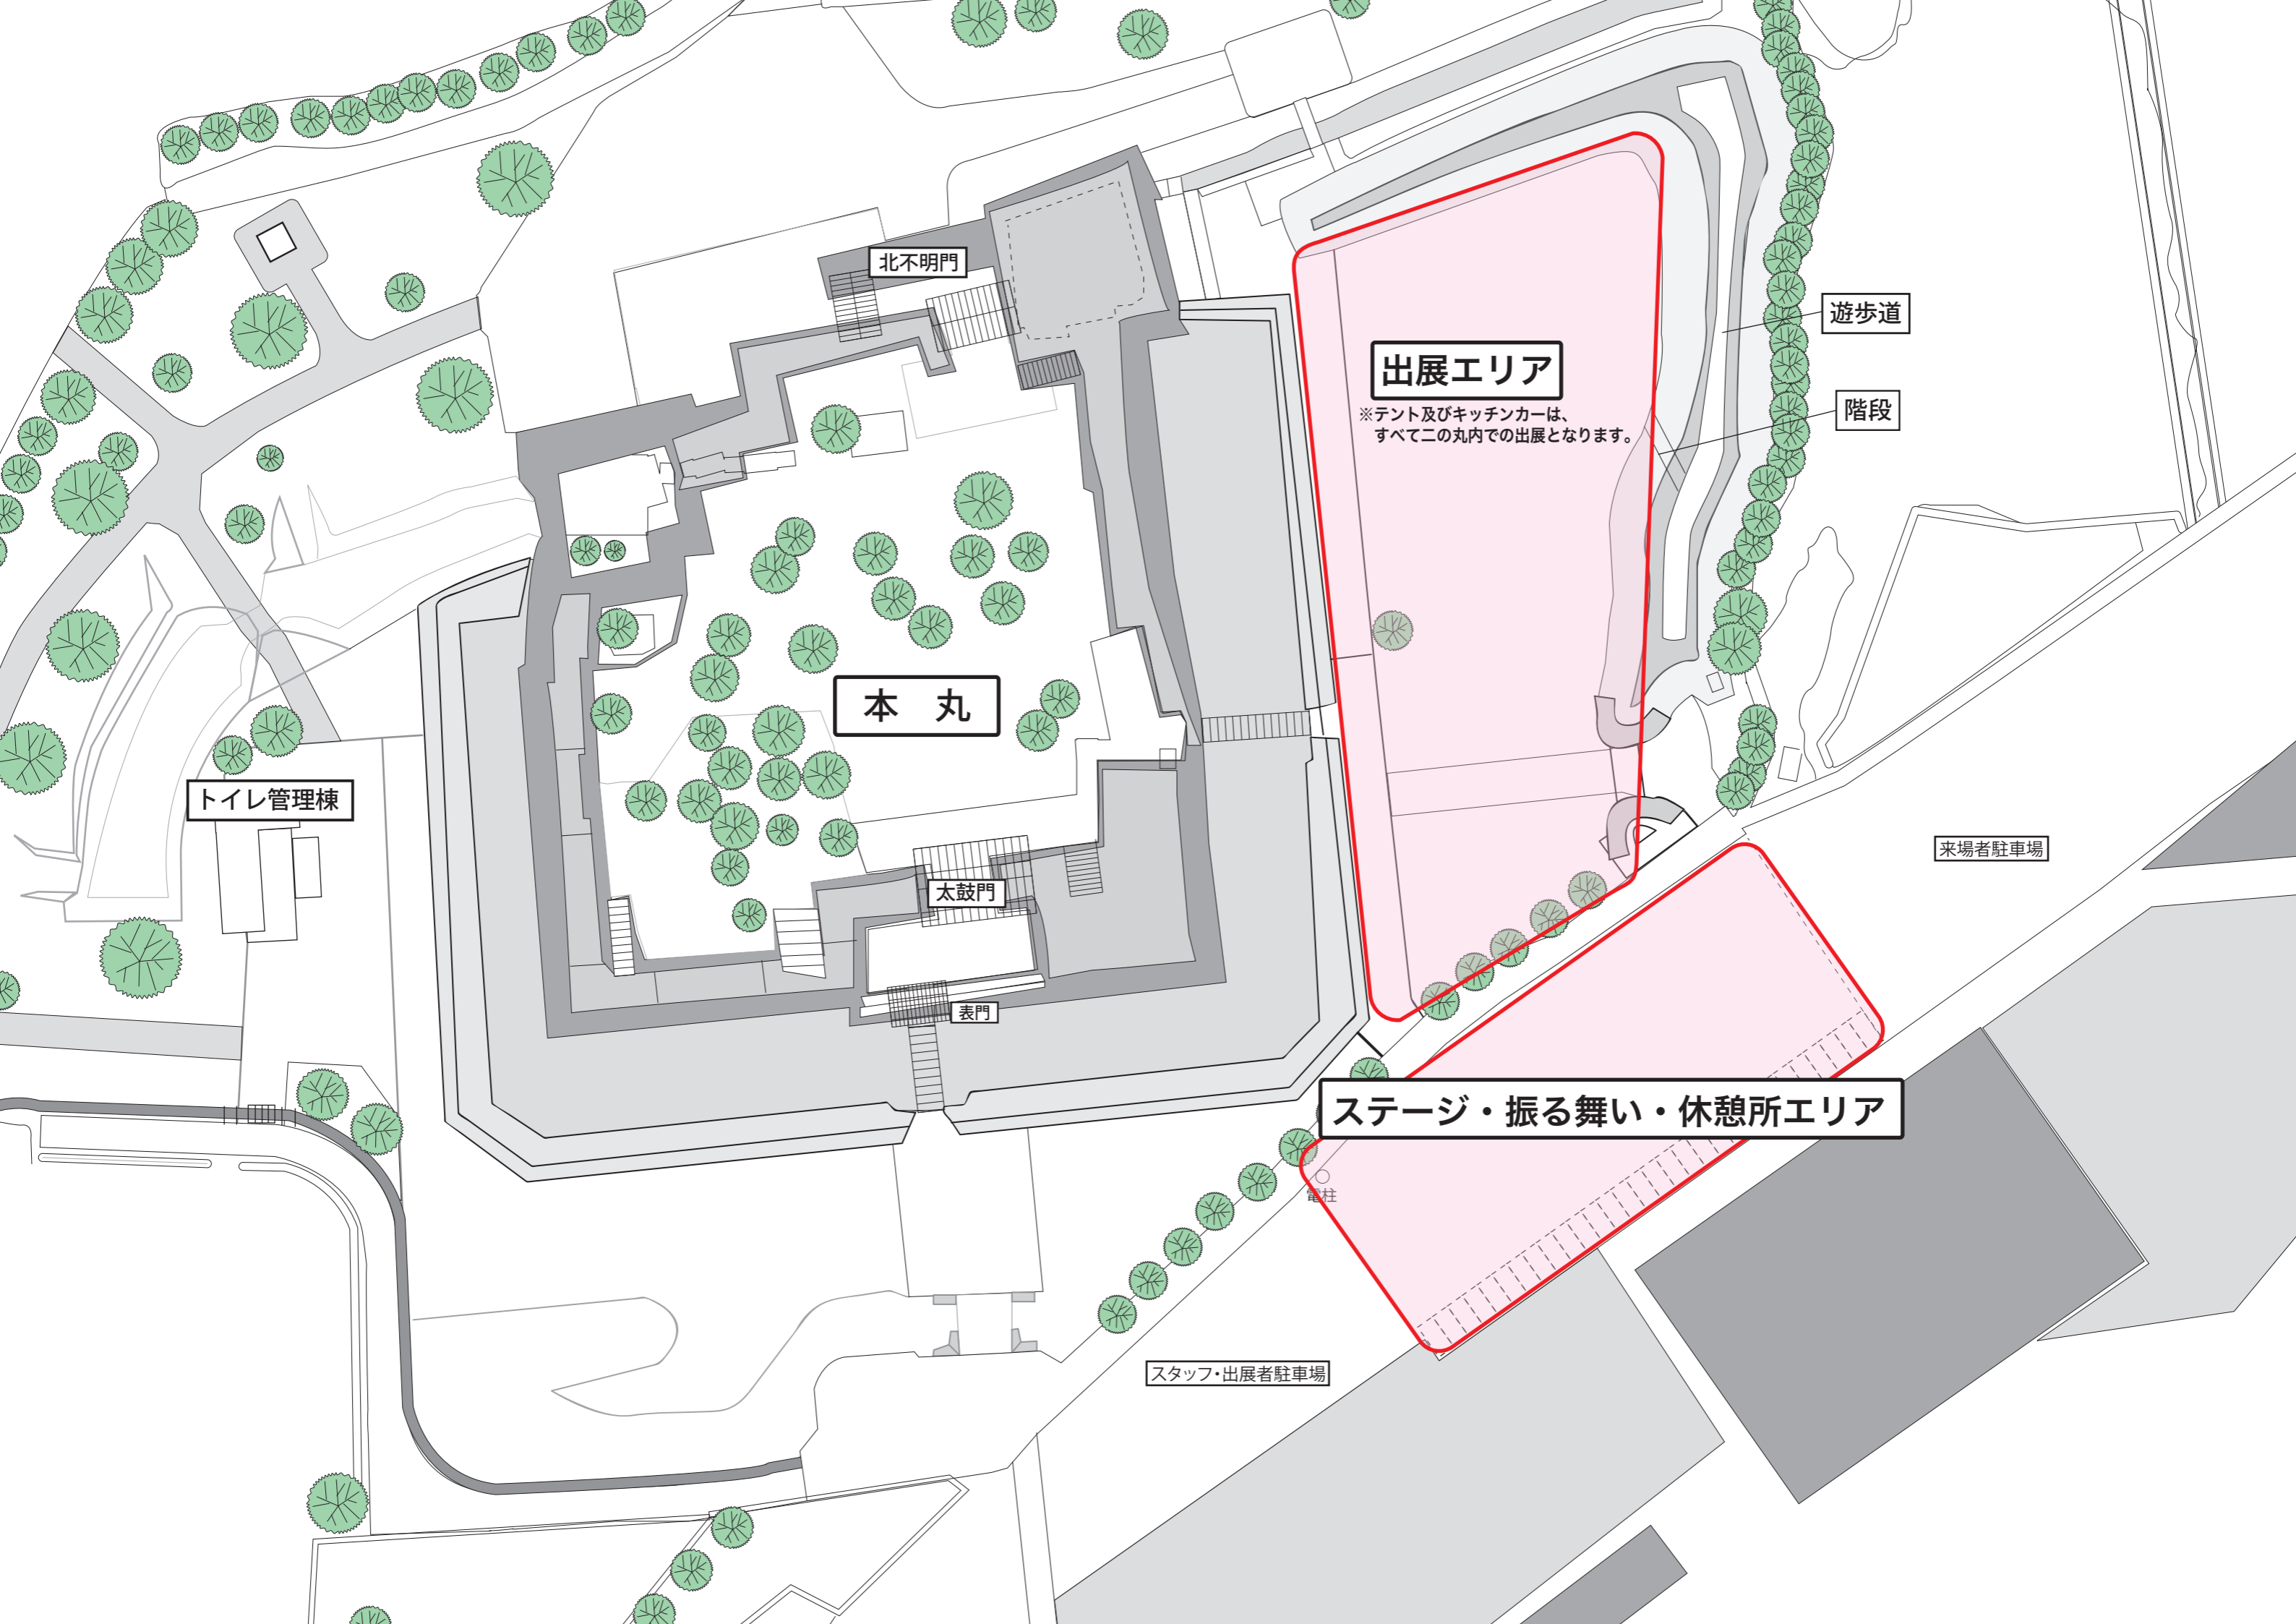 北不明門
遊歩道
出展エリア
※テント及びキッチンカーは、
すべて二の丸内での出展となります。
階段
本　丸
トイレ管理棟
来場者駐車場
太鼓門
表門
ステージ・振る舞い・休憩所エリア
電柱
スタッフ・出展者駐車場